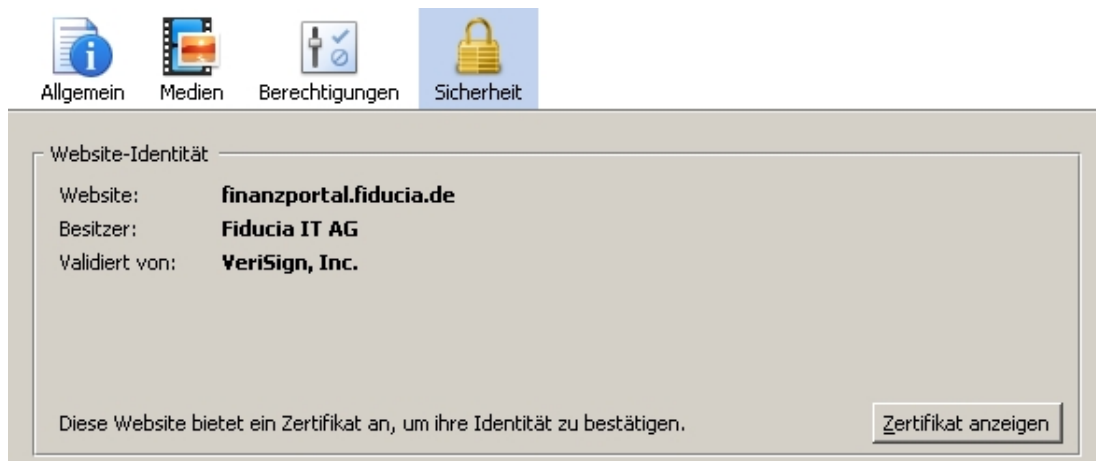 Allgemein Medien Berechtigungen Sicherheit
Website-Identität
Website: finanzportal.fiducia.de
Besitzer: Fiducia IT AG
Validiert von: VeriSign, Inc.
Diese Website bietet ein Zertifikat an, um ihre Identität zu bestätigen. Zertifikat anzeigen